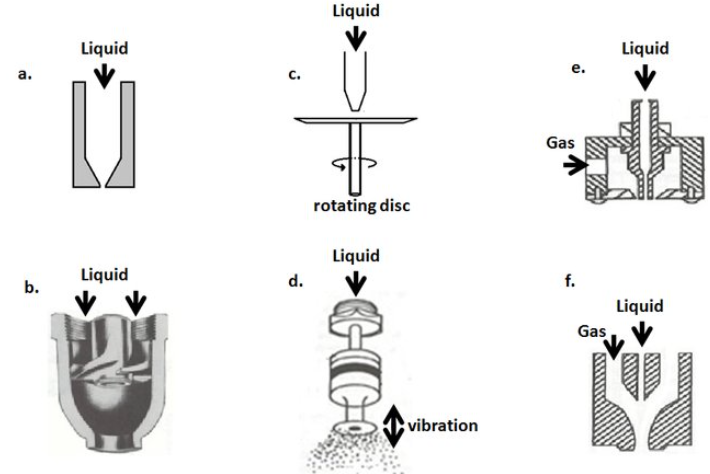 a.
Liquid
b.
Liquid
c.
Liquid
rotating disc
d.
Liquid
vibration
e.
Liquid
Gas
f.
Liquid
Gas